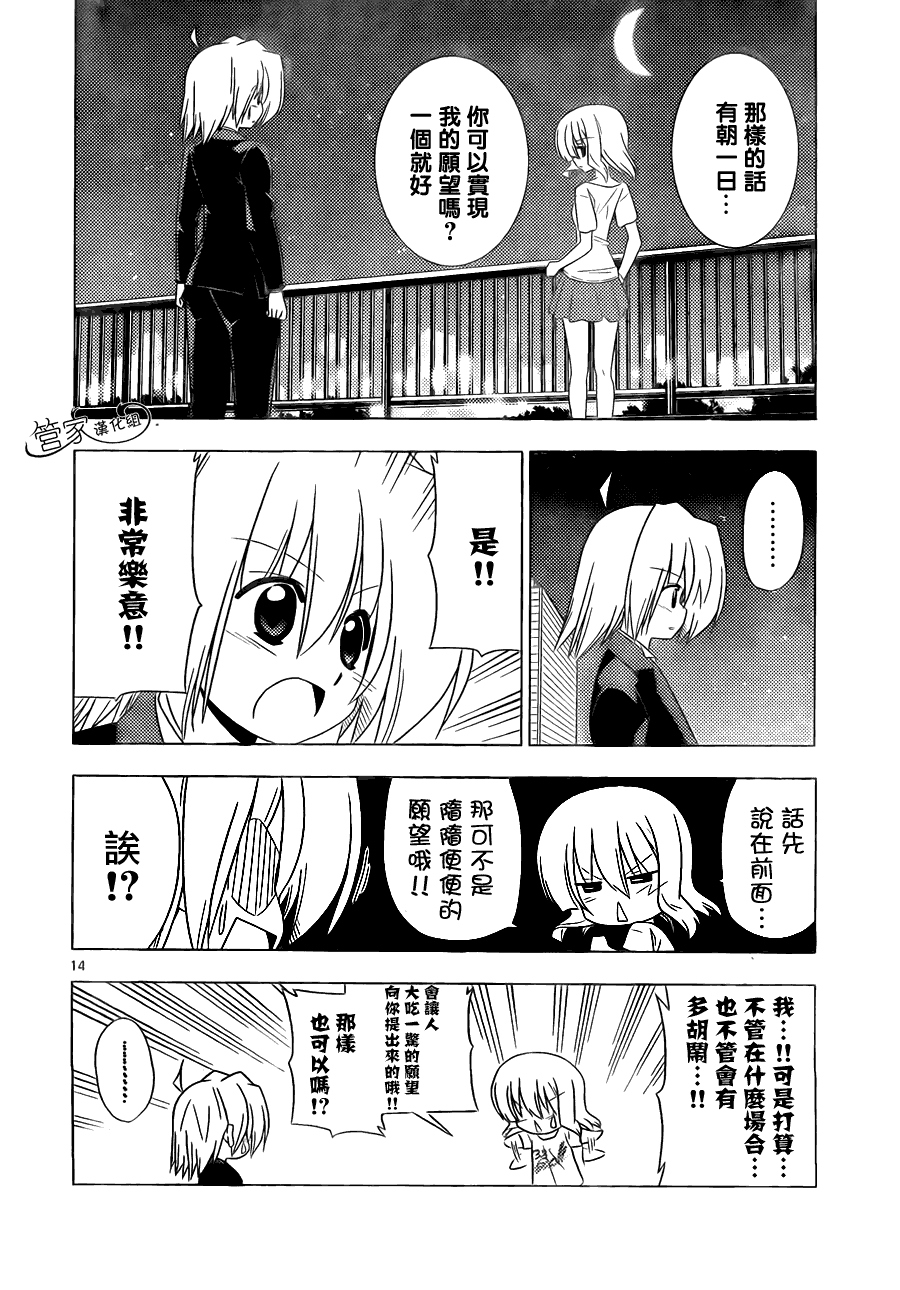 那樣的話
有朝一日…
你可以實現
我的願望嗎?
一個就好
管家漢化組
………
是!!
非常樂意!!
話先
說在前面…
那可不是
隨隨便便的
願望哦!!
誒!?
14
我…!!可是打算…
不管在什麼場合…
也不管會有
多胡鬧…!!
會讓人
大吃一驚的願望
向你提出來的哦!!
那樣
也可以嗎!?
…………